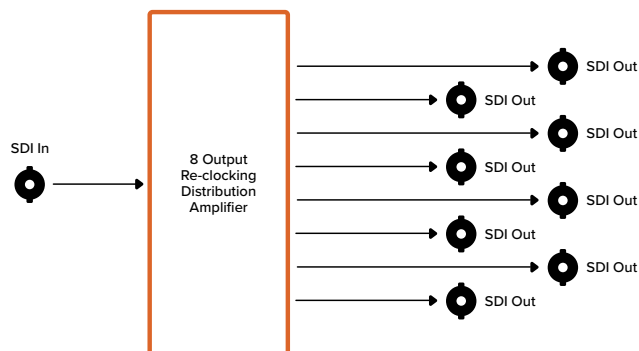 SDI In
8 Output
Re-clocking
Distribution
Amplifier
SDI Out
SDI Out
SDI Out
SDI Out
SDI Out
SDI Out
SDI Out
SDI Out